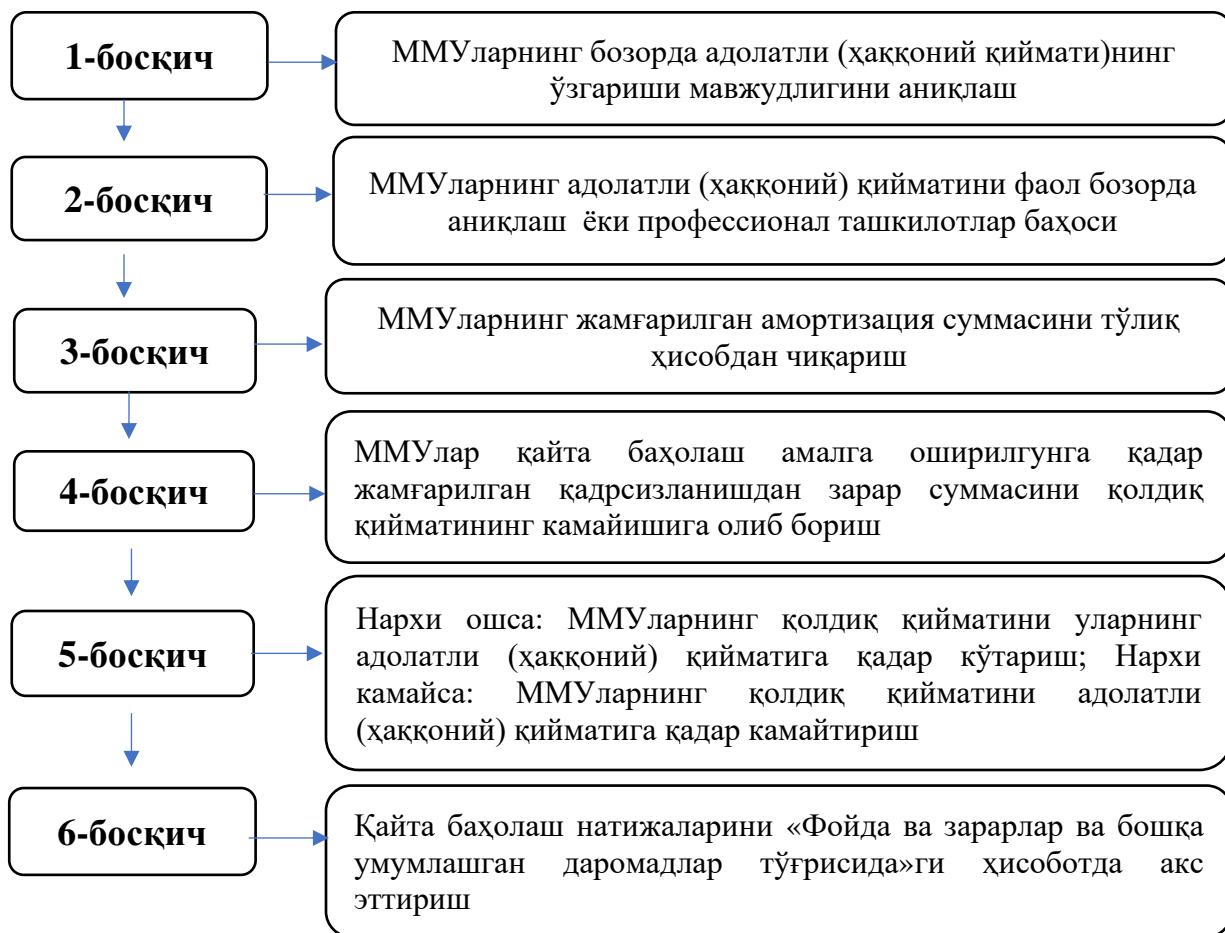 1-босқич
ММУларнинг бозорда адолатли (ҳаққоний қиймати)нинг
ўзгариши мавжудлигини аниқлаш
2-босқич
ММУларнинг адолатли (ҳаққоний) қийматини фаол бозорда
аниқлаш ёки профессионал ташкилотлар баҳоси
3-босқич
ММУларнинг жамғарилган амортизация суммасини тўлиқ
ҳисобдан чиқариш
4-босқич
ММУлар қайта баҳолаш амалга оширилгунга қадар
жамғарилган қадрсизланишдан зарар суммасини қолдиқ
қийматининг камайишига олиб бориш
5-босқич
Нархи ошса: ММУларнинг қолдиқ қийматини уларнинг
адолатли (ҳаққоний) қийматига қадар кўтариш; Нархи
камайса: ММУларнинг қолдиқ қийматини адолатли
(ҳаққоний) қийматига қадар камайтириш
6-босқич
Қайта баҳолаш натижаларини «Фойда ва зарарлар ва бошқа
умумлашган даромадлар тўғрисида»ги ҳисоботда акс
эттириш